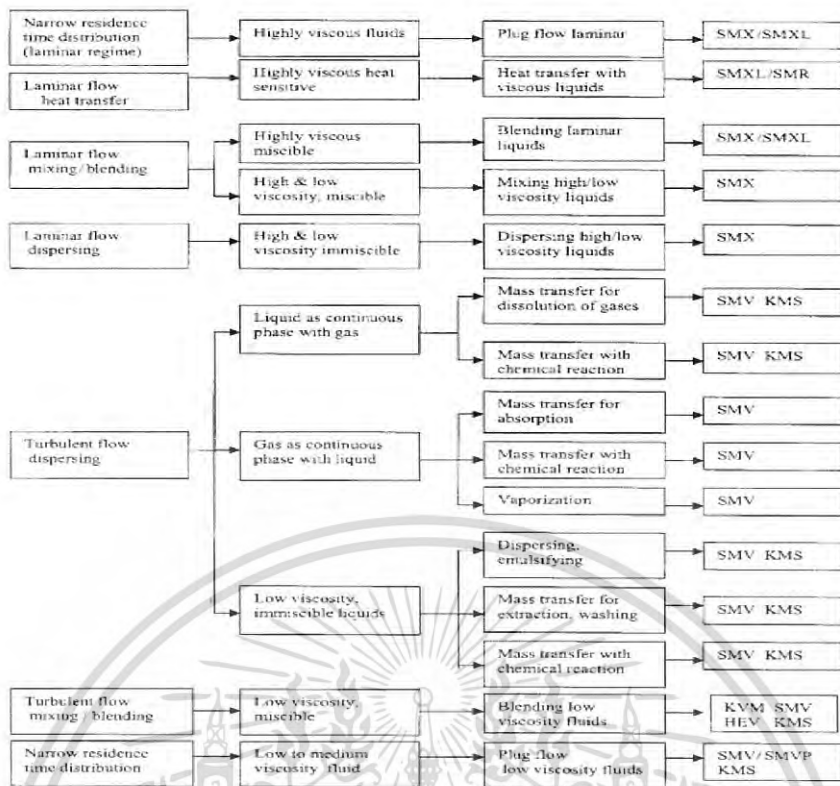 Narrow residence
time distribution
(laminar regime)
Highly viscous fluids
Plug flow laminar
SMX/SMXL
Laminar flow
heat transfer
Highly viscous heat
sensitive
Heat transfer with
viscous liquids
SMXL/SMR
Laminar flow
mixing/blending
Highly viscous
miscible
Blending laminar
liquids
SMX/SMXL
High & low
viscosity, miscible
Mixing high/low
viscosity liquids
SMX
Laminar flow
dispersing
High & low
viscosity immiscible
Dispersing high/low
viscosity liquids
SMX
Turbulent flow
dispersing
Liquid as continuous
phase with gas
Mass transfer for
dissolution of gases
SMV KMS
Mass transfer with
chemical reaction
SMV KMS
Gas as continuous
phase with liquid
Mass transfer for
absorption
SMV
Mass transfer with
chemical reaction
SMV
Vaporization
SMV
Low viscosity,
immiscible liquids
Dispersing,
emulsifying
SMV KMS
Mass transfer for
extraction, washing
SMV KMS
Mass transfer with
chemical reaction
SMV KMS
Turbulent flow
mixing / blending
Low viscosity,
miscible
Blending low
viscosity fluids
KVM SMV
HEV KMS
Narrow residence
time distribution
Low to medium
viscosity fluid
Plug flow
low viscosity fluids
SMV/SMVP
KMS